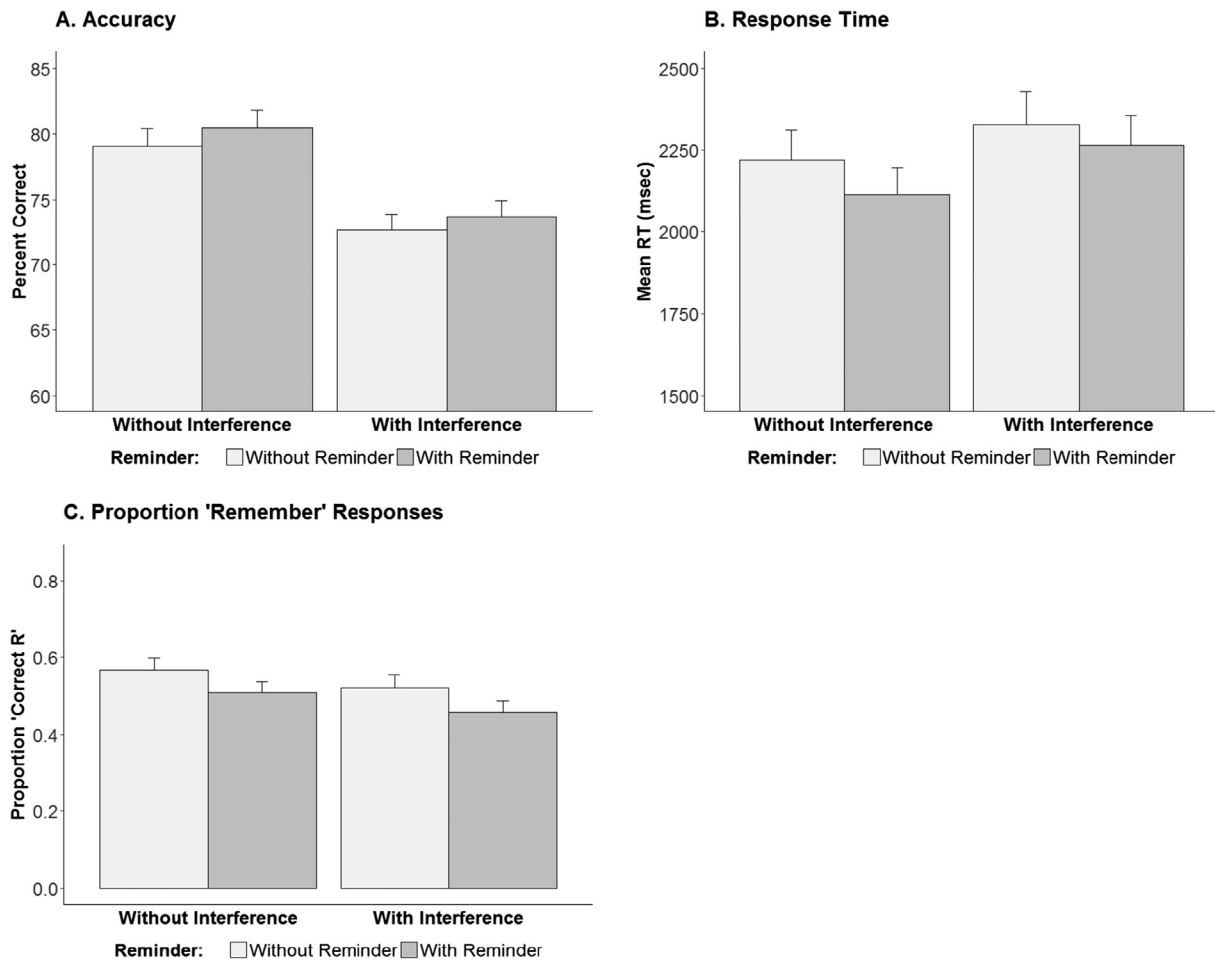 A. Accuracy
Percent Correct
85
80
75
70
65
60
Without Interference With Interference
Reminder: Without Reminder With Reminder
B. Response Time
Mean RT (msec)
2500
2250
2000
1750
1500
Without Interference With Interference
Reminder: Without Reminder With Reminder
C. Proportion 'Remember' Responses
Proportion 'Correct R'
0.8
0.6
0.4
0.2
0.0
Without Interference With Interference
Reminder: Without Reminder With Reminder